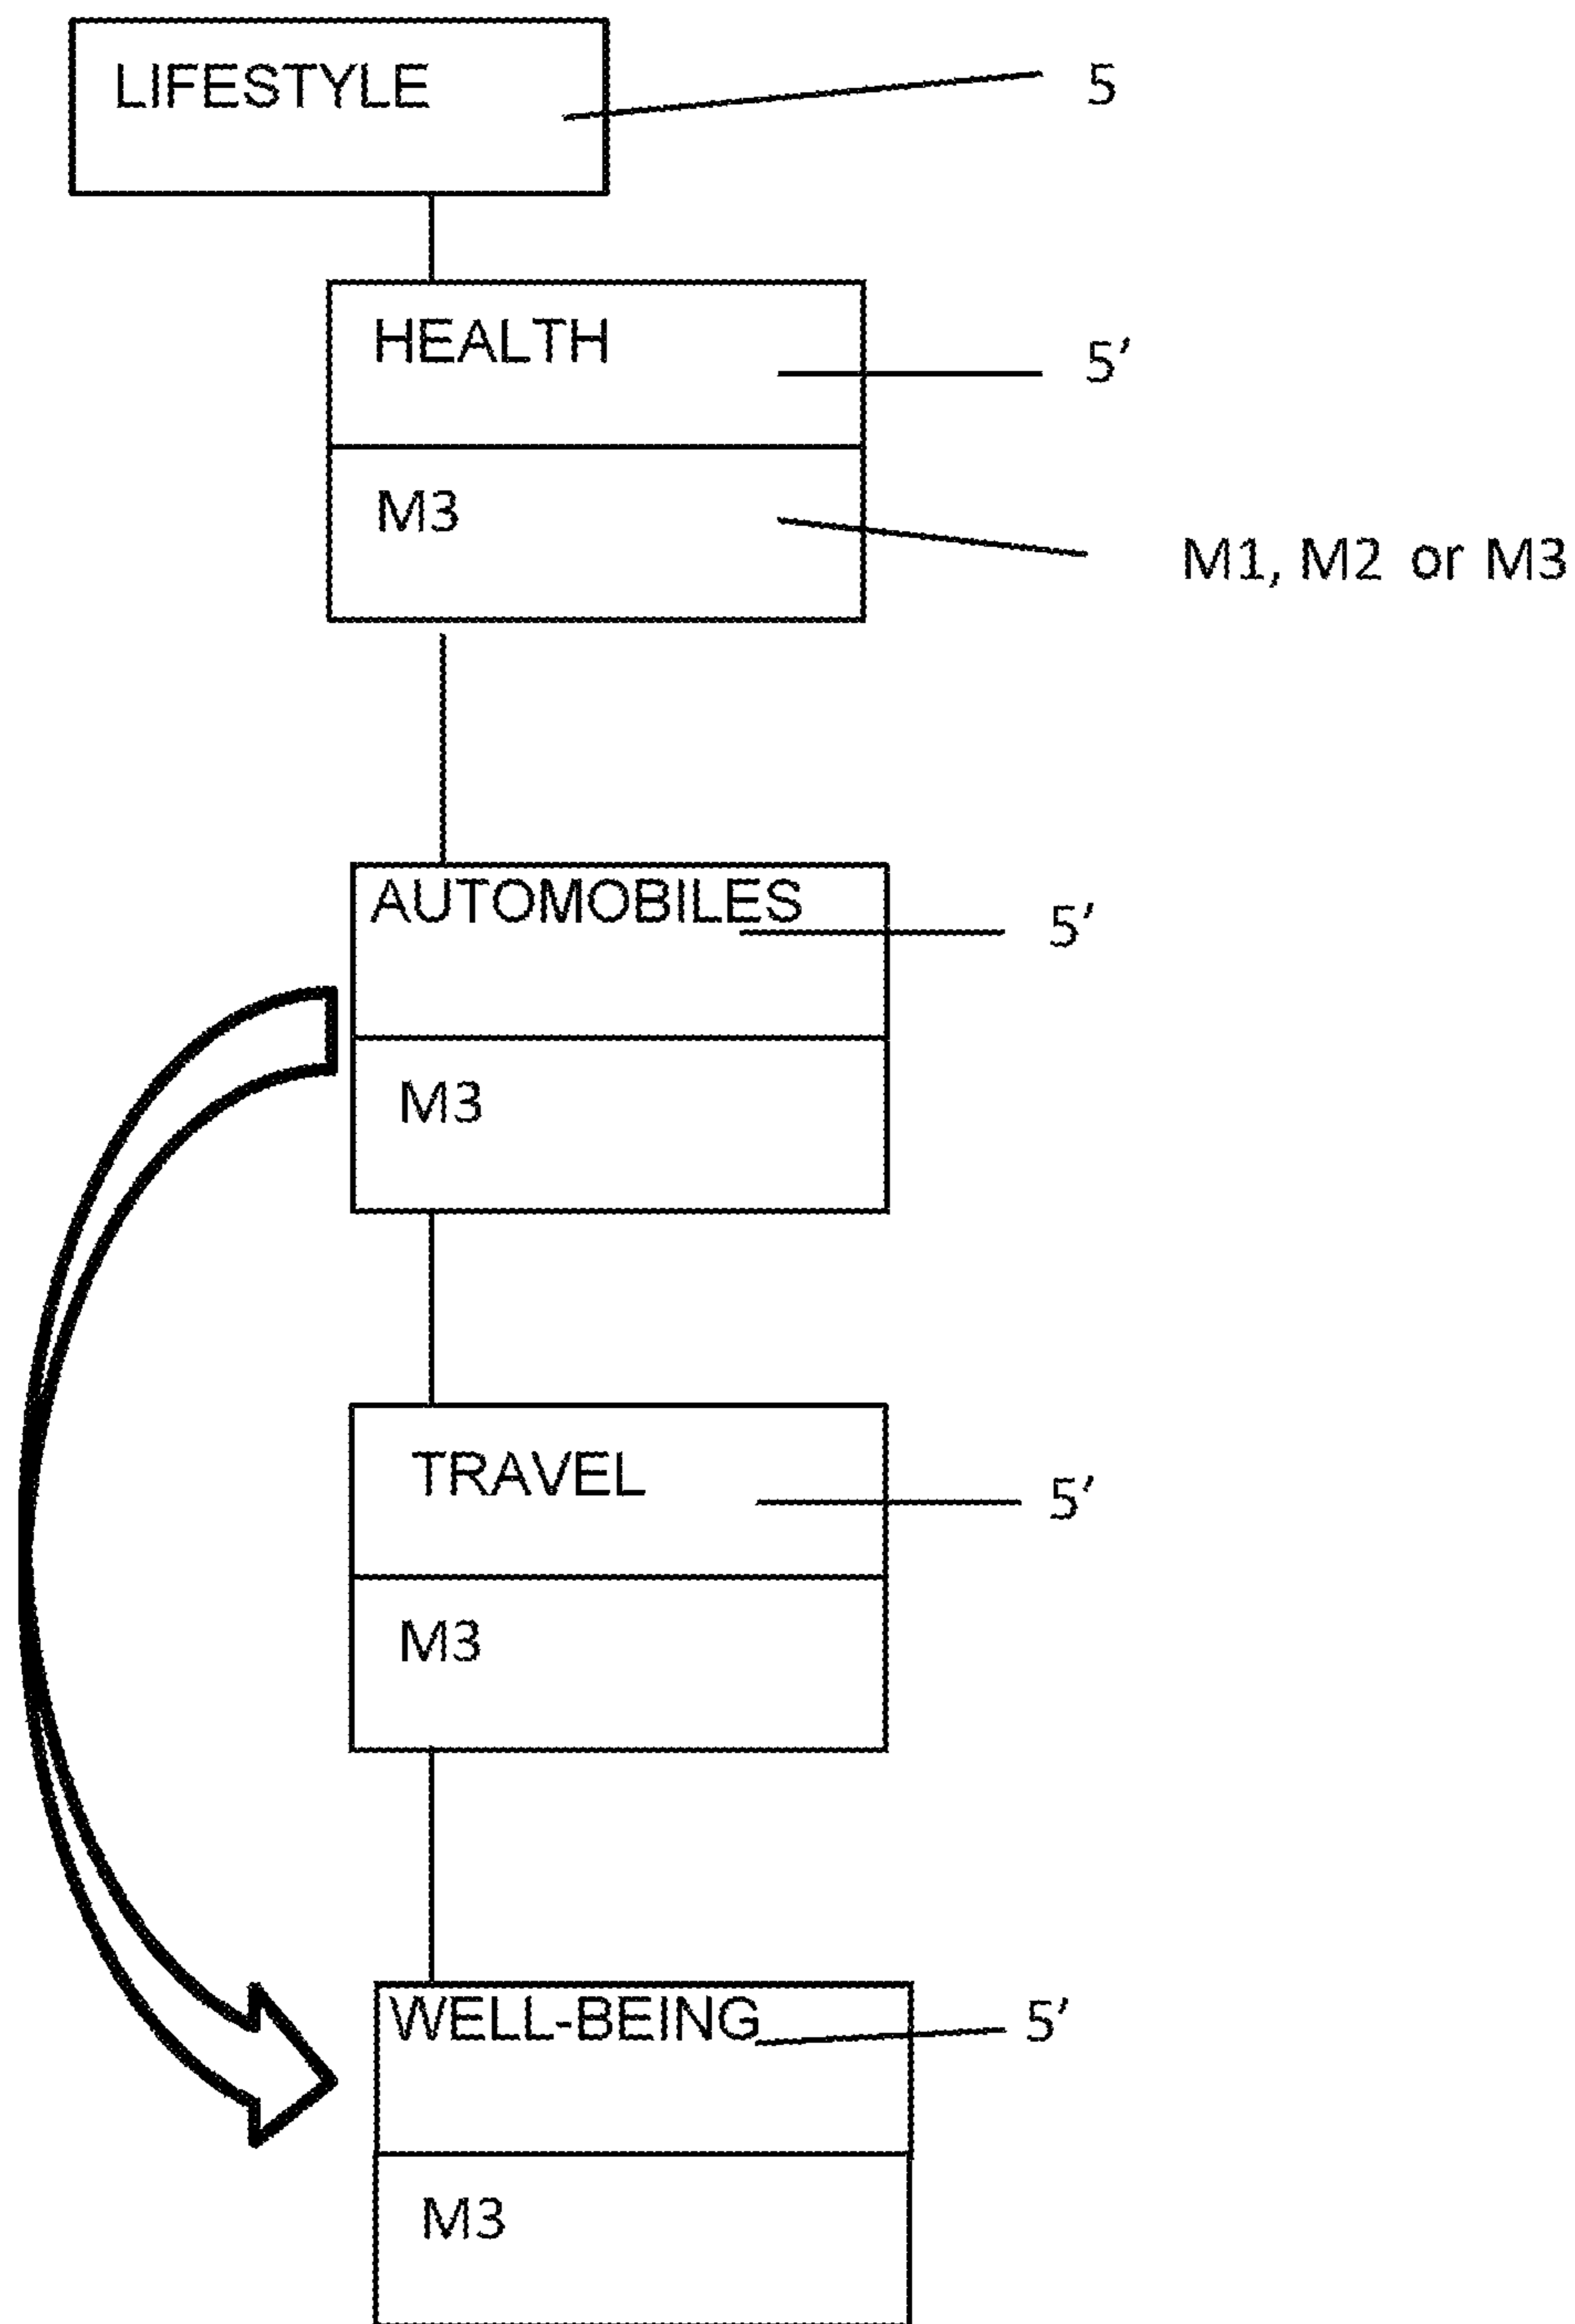 LIFESTYLE 5
HEALTH 5′
M3 M1, M2 or M3
AUTOMOBILES 5′
M3
TRAVEL 5′
M3
WELL-BEING 5′
M3